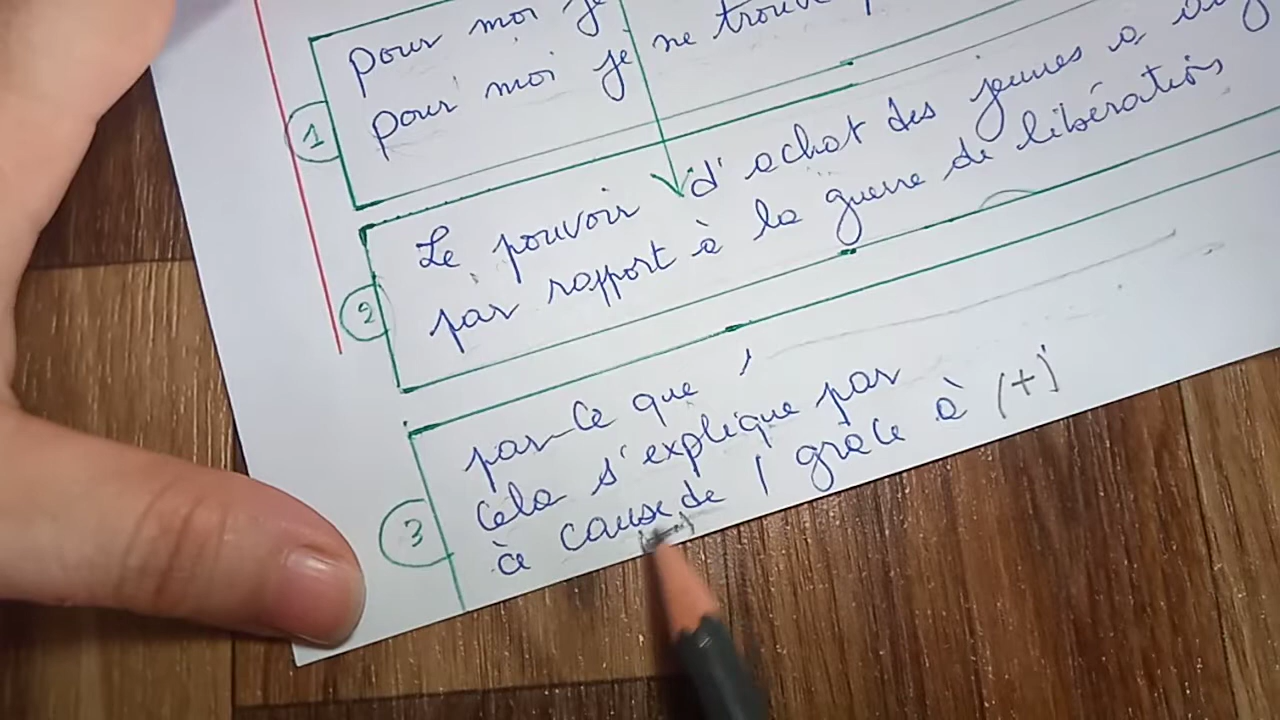 pour moi je
pour moi je ne trouve
1
Le pouvoir d'achat des jeunes a
par rapport à la guerre de libération
2
par ce que ,
Cela s'explique par
à cause de / grâce à (+)
(-)
3